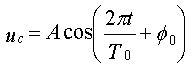 u_c = A cos(2πt/T_0 + ϕ_0)